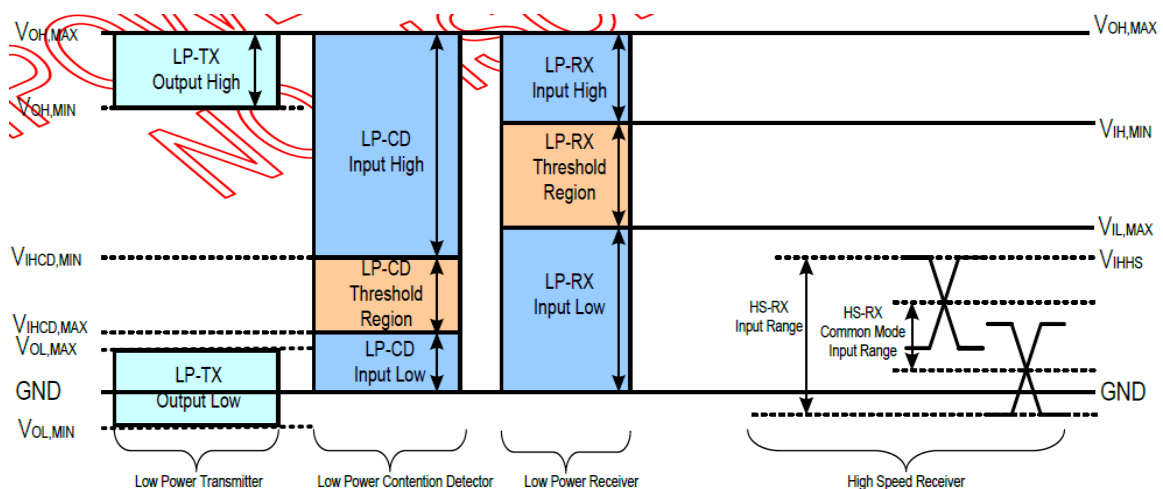 VOH,MAX
VOH,MAX
LP-TX
Output High
VOH,MIN
LP-CD
Input High
LP-RX
Input High
VIH,MIN
LP-RX
Threshold
Region
VIL,MAX
VIHCD,MIN
VIHHS
LP-CD
Threshold
Region
LP-RX
Input Low
HS-RX
Input Range
HS-RX
Common Mode
Input Range
VIHCD,MAX
VOL,MAX
LP-CD
Input Low
LP-TX
Output Low
GND
GND
VOL,MIN
Low Power Transmitter
Low Power Contention Detector
Low Power Receiver
High Speed Receiver